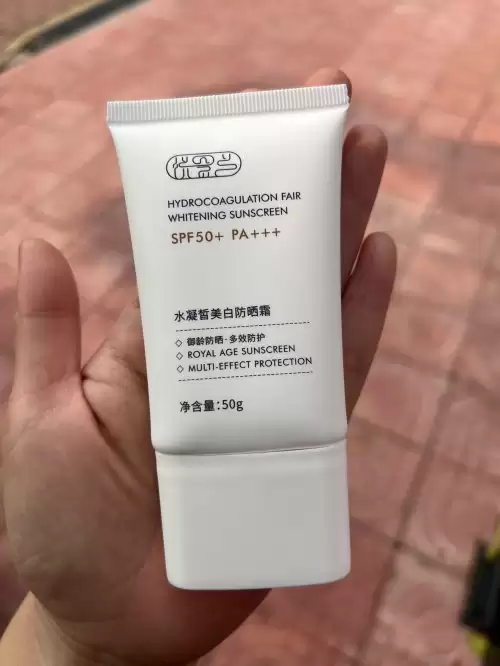 HYDROCOAGULATION FAIR
WHITENING SUNSCREEN
SPF50+ PA+++
水凝皙美白防晒霜
御龄防晒·多效防护
ROYAL AGE SUNSCREEN
MULTI-EFFECT PROTECTION
净含量:50g